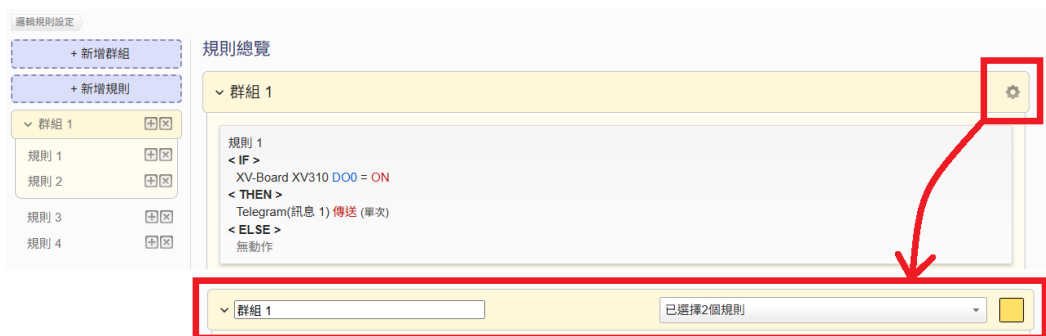 邏輯規則設定
+ 新增群組
+ 新增規則
群組 1
規則 1
規則 2
規則 3
規則 4
規則總覽
群組 1
規則 1
< IF >
XV-Board XV310 DO0 = ON
< THEN >
Telegram(訊息 1) 傳送 (單次)
< ELSE >
無動作
群組 1
已選擇2個規則